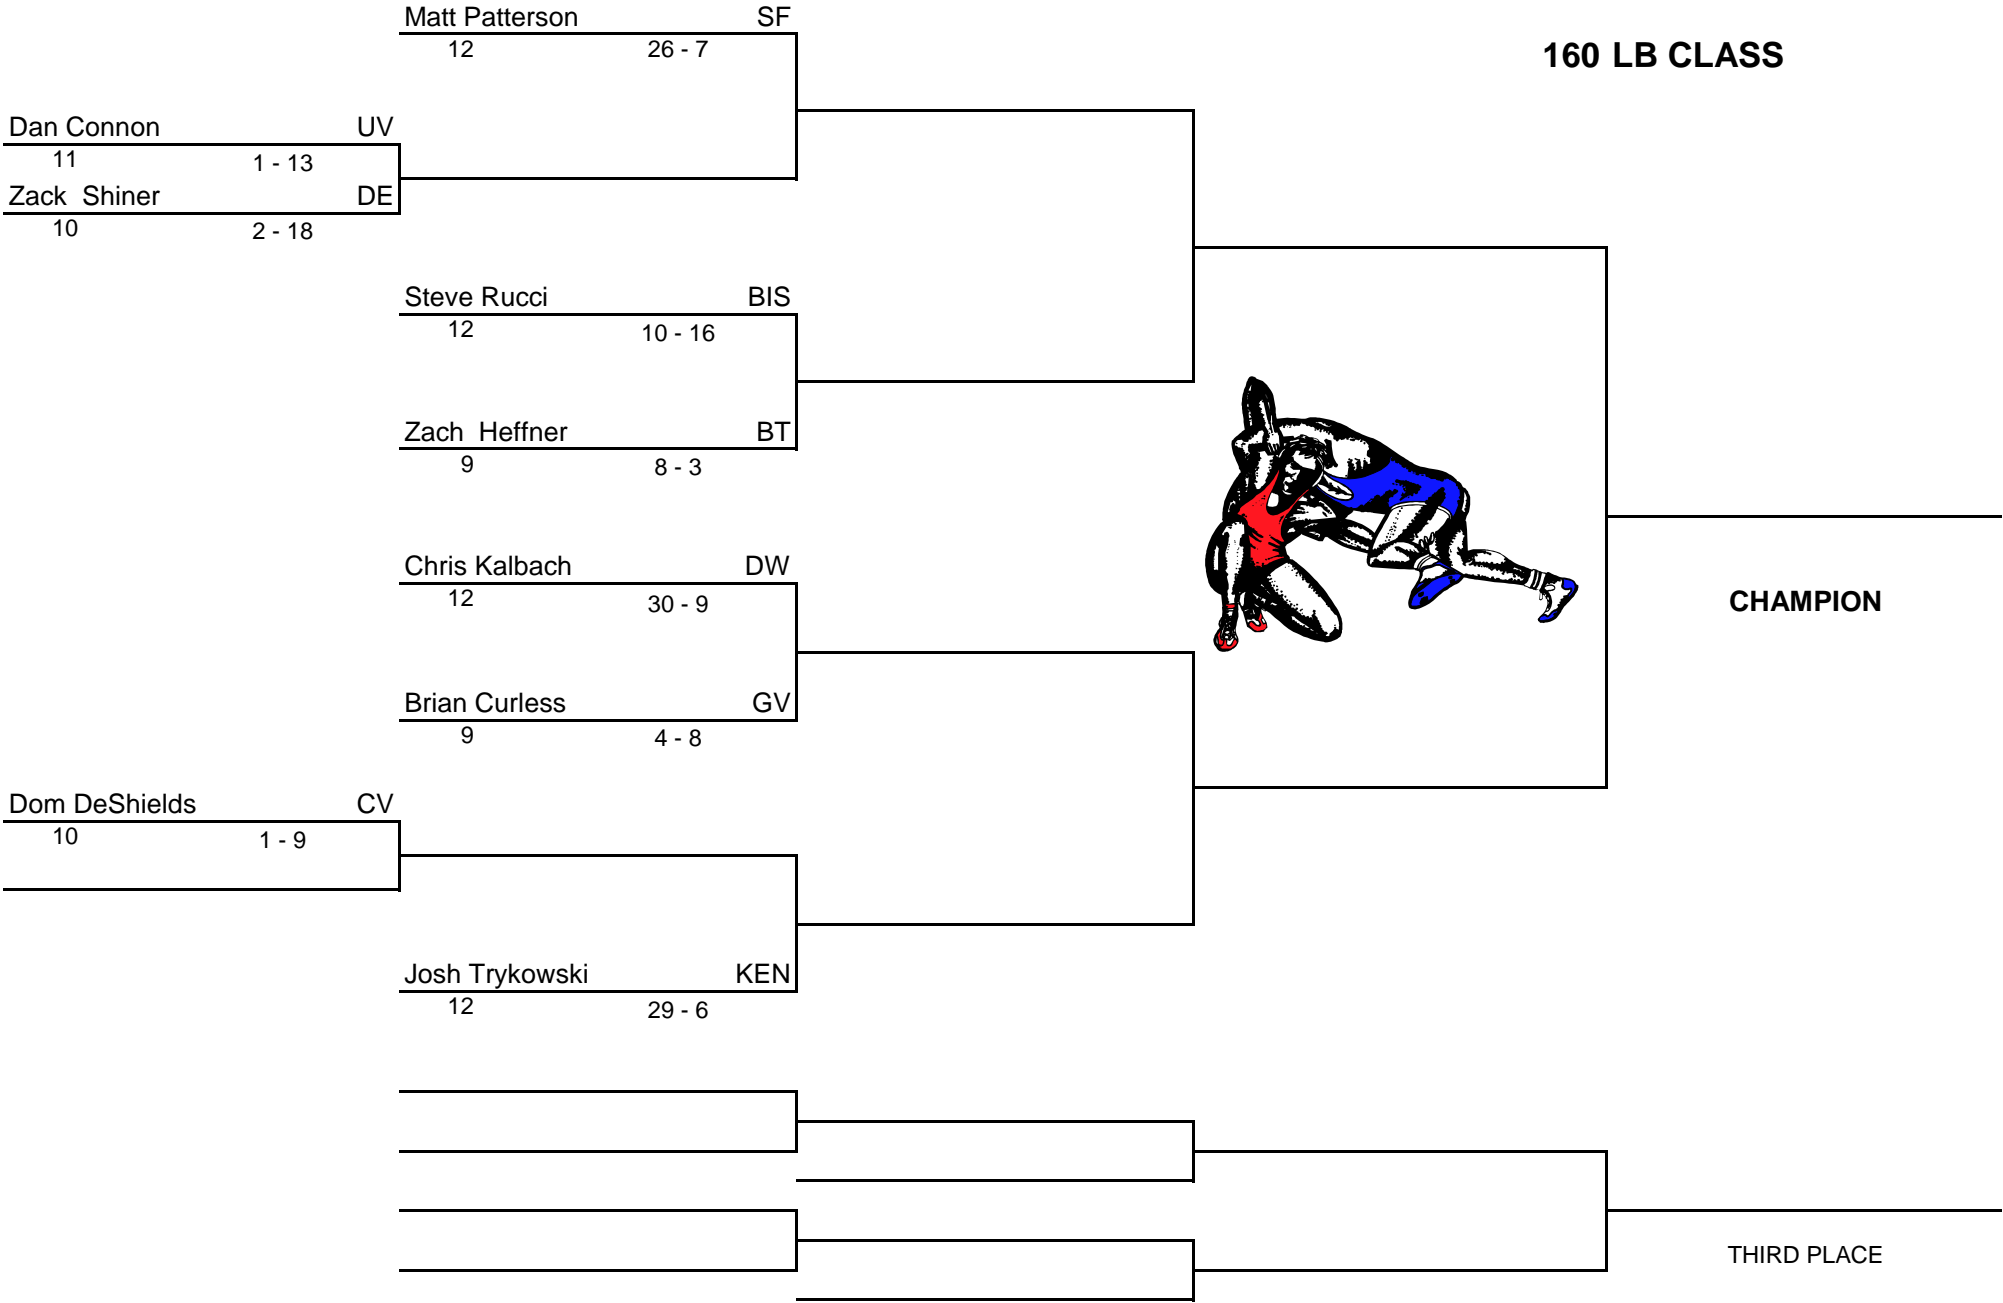 Matt Patterson SF
12 26 - 7
160 LB CLASS
Dan Connon UV
11 1 - 13
Zack  Shiner DE
10 2 - 18
Steve Rucci BIS
12 10 - 16
Zach  Heffner BT
9 8 - 3
Chris Kalbach DW
12 30 - 9
CHAMPION
Brian Curless GV
9 4 - 8
Dom DeShields CV
10 1 - 9
Josh Trykowski KEN
12 29 - 6
THIRD PLACE